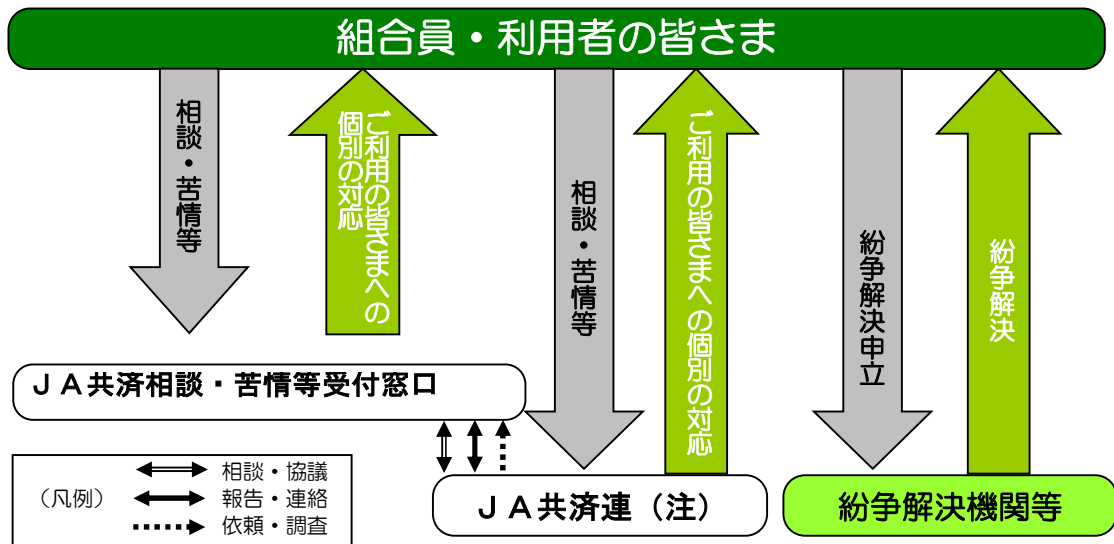 組合員・利用者の皆さま
相談・苦情等
ご利用の皆さまへの
個別の対応
相談・苦情等
ご利用の皆さまへの個別の対応
紛争解決申立
紛争解決
ＪＡ共済相談・苦情等受付窓口
ＪＡ共済連（注）
紛争解決機関等
（凡例）
相談・協議
報告・連絡
依頼・調査